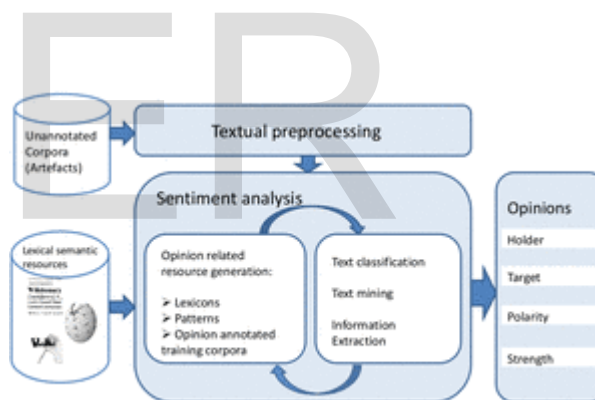 ER
Unannotated
Corpora
(Artefacts)
Textual preprocessing
Sentiment analysis
Lexical semantic
resources
Opinion related
resource generation:
➢ Lexicons
➢ Patterns
➢ Opinion annotated
training corpora
Text classification
Text mining
Information
Extraction
Opinions
Holder
Target
Polarity
Strength